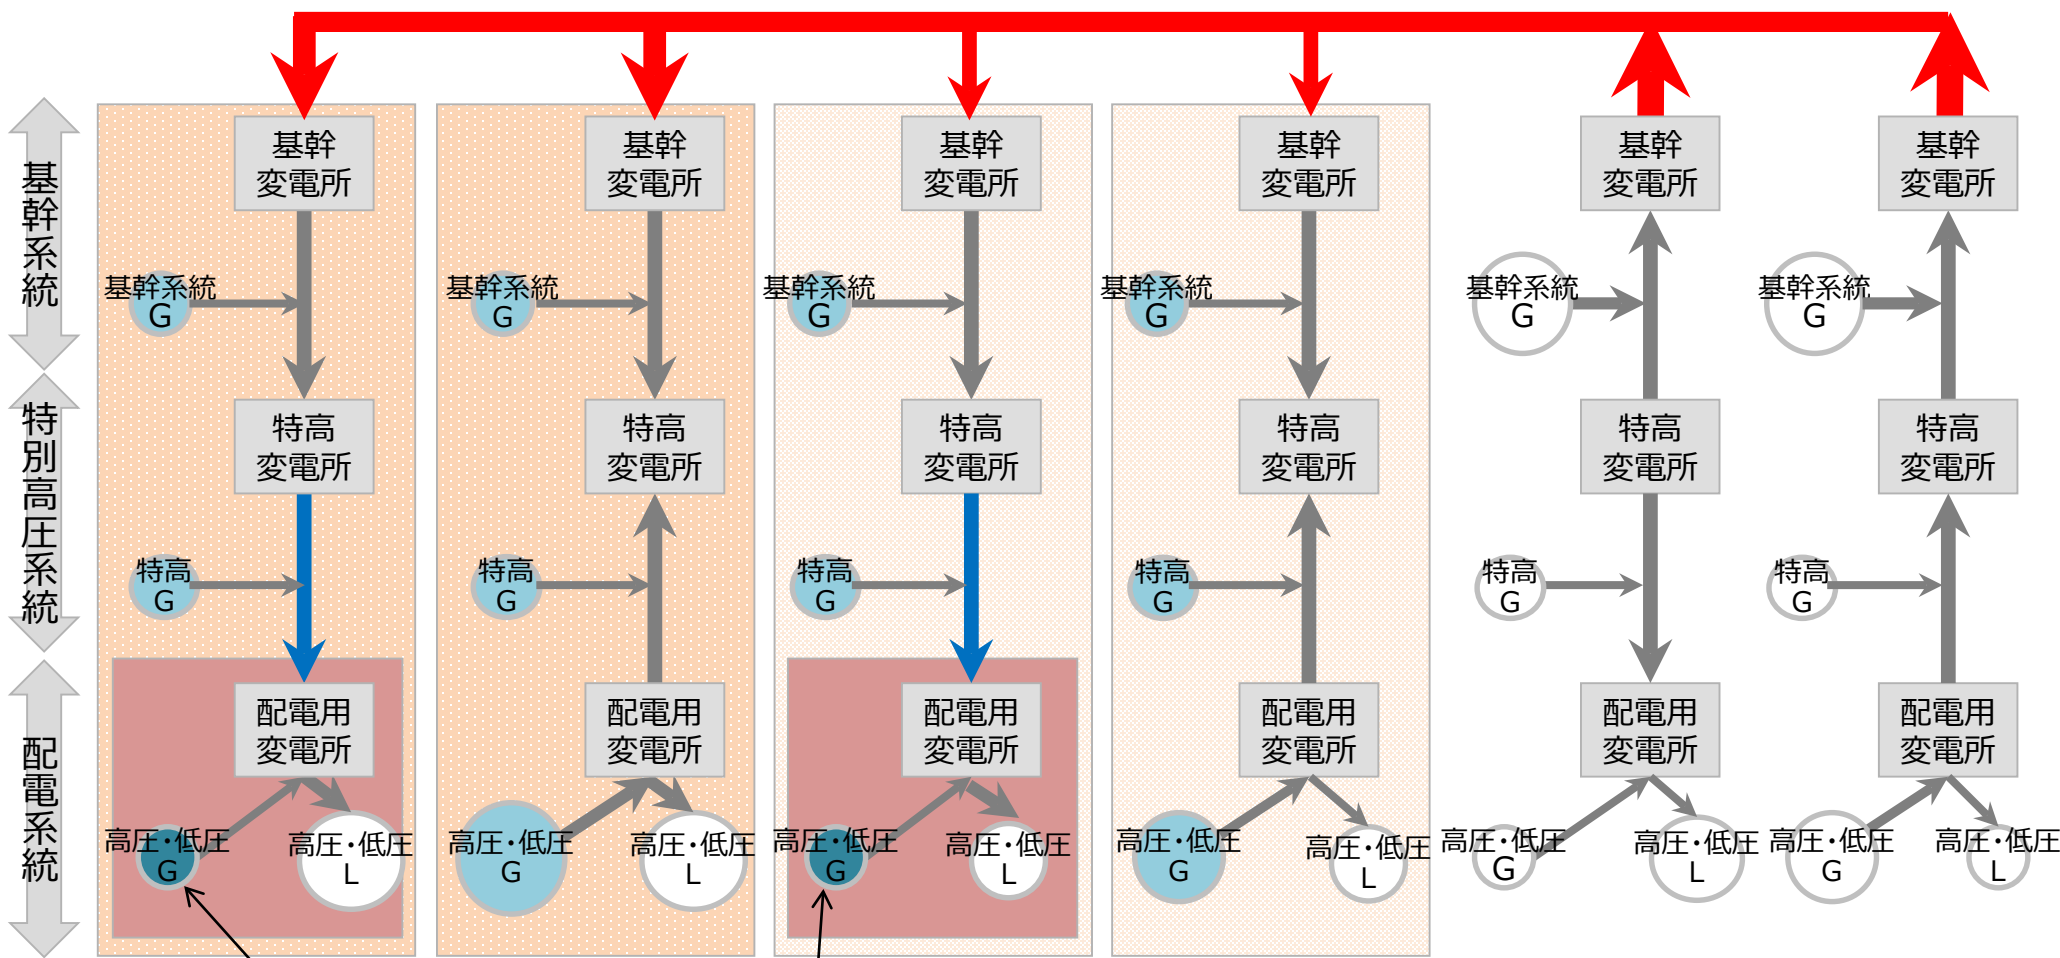 基幹系統
特別高圧系統
配電系統
基幹
変電所
基幹系統
G
特高
変電所
特高
G
配電用
変電所
高圧・低圧
G
高圧・低圧
L
基幹
変電所
基幹系統
G
特高
変電所
特高
G
配電用
変電所
高圧・低圧
G
高圧・低圧
L
基幹
変電所
基幹系統
G
特高
変電所
特高
G
配電用
変電所
高圧・低圧
G
高圧・低圧
L
基幹
変電所
基幹系統
G
特高
変電所
特高
G
配電用
変電所
高圧・低圧
G
高圧・低圧
L
基幹
変電所
基幹系統
G
特高
変電所
特高
G
配電用
変電所
高圧・低圧
G
高圧・低圧
L
基幹
変電所
基幹系統
G
特高
変電所
特高
G
配電用
変電所
高圧・低圧
G
高圧・低圧
L